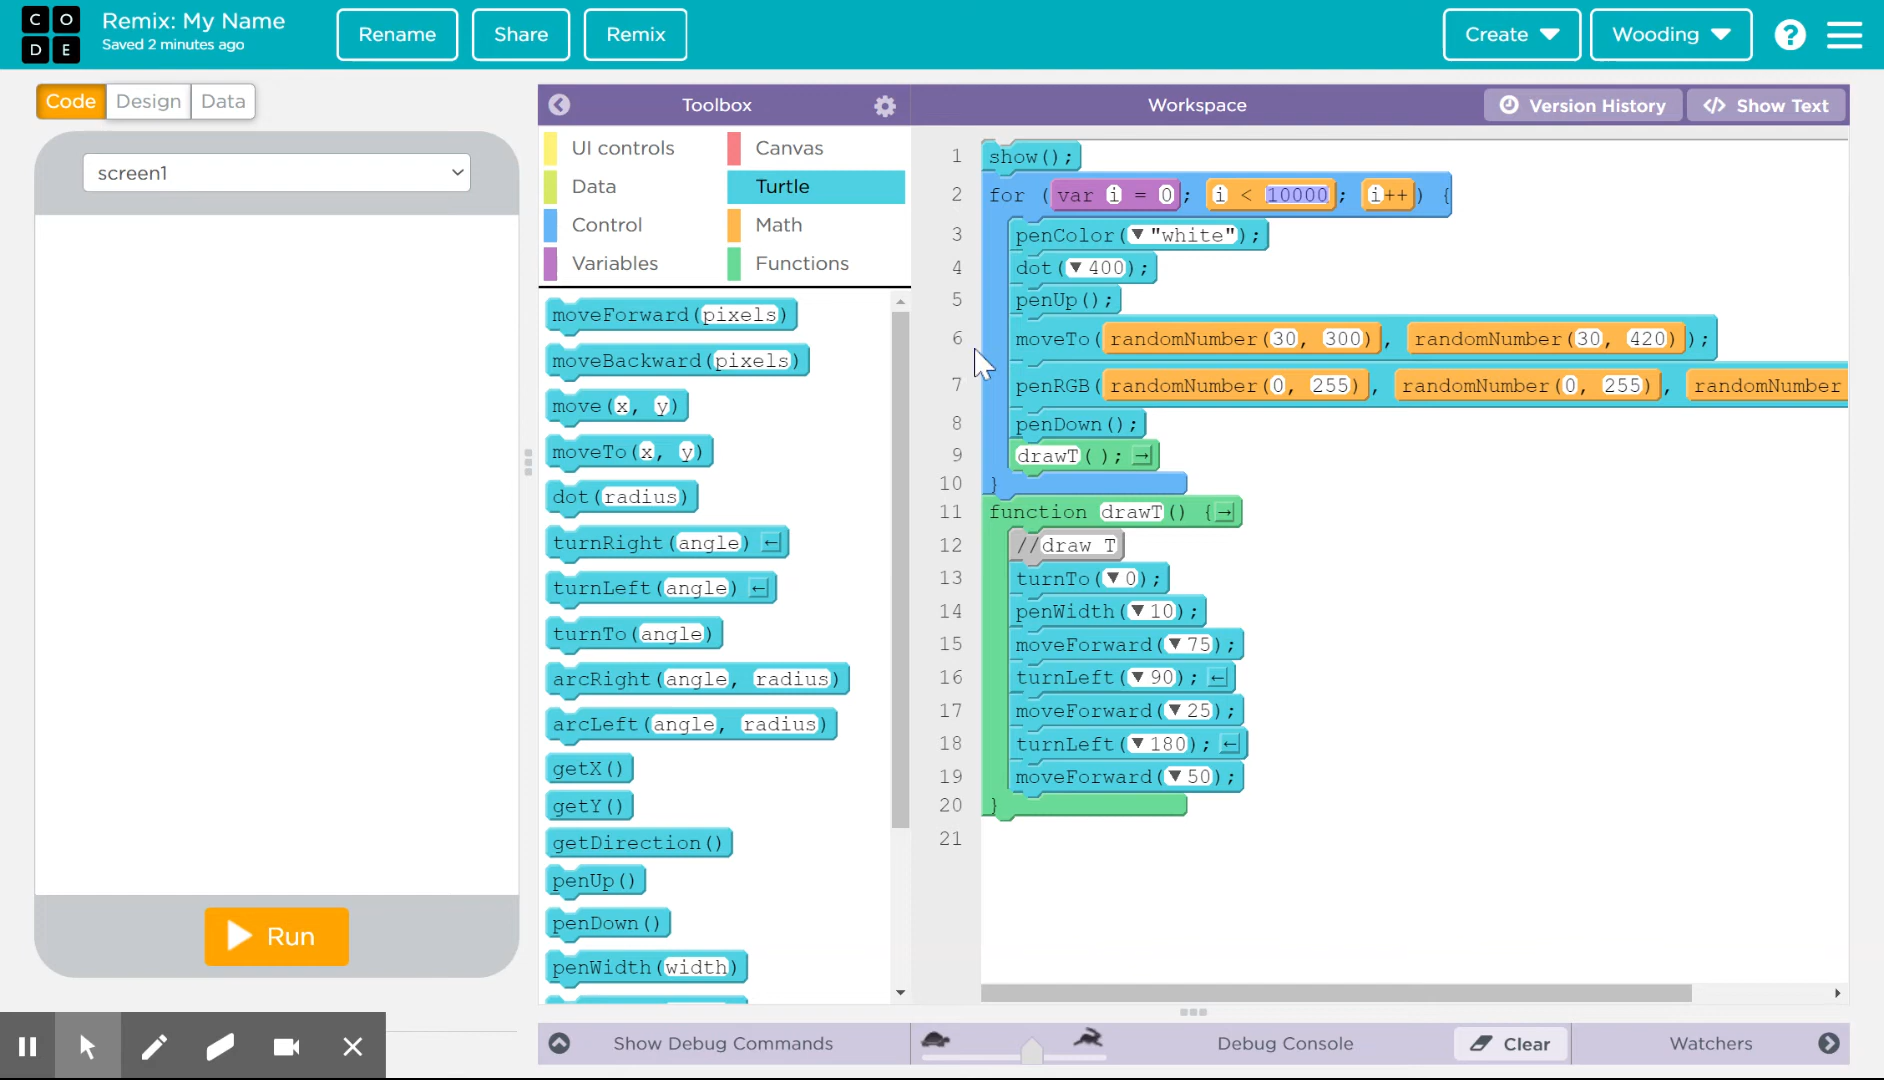 CODE
Remix: My Name
Saved 2 minutes ago
Rename
Share
Remix
Create
Wooding
?
Code
Design
Data
screen1
Run
Toolbox
UI controls
Canvas
Data
Turtle
Control
Math
Variables
Functions
moveForward(pixels)
moveBackward(pixels)
move(x, y)
moveTo(x, y)
dot(radius)
turnRight(angle)
turnLeft(angle)
turnTo(angle)
arcRight(angle, radius)
arcLeft(angle, radius)
getX()
getY()
getDirection()
penUp()
penDown()
penWidth(width)
Workspace
Version History
</> Show Text
1 show();
2 for (var i = 0; i < 10000; i++) {
3 penColor("white");
4 dot(400);
5 penUp();
6 moveTo(randomNumber(30, 300), randomNumber(30, 420));
7 penRGB(randomNumber(0, 255), randomNumber(0, 255), randomNumber
8 penDown();
9 drawT();
10 }
11 function drawT() {
12 //draw T
13 turnTo(0);
14 penWidth(10);
15 moveForward(75);
16 turnLeft(90);
17 moveForward(25);
18 turnLeft(180);
19 moveForward(50);
20 }
21
Show Debug Commands
Debug Console
Clear
Watchers